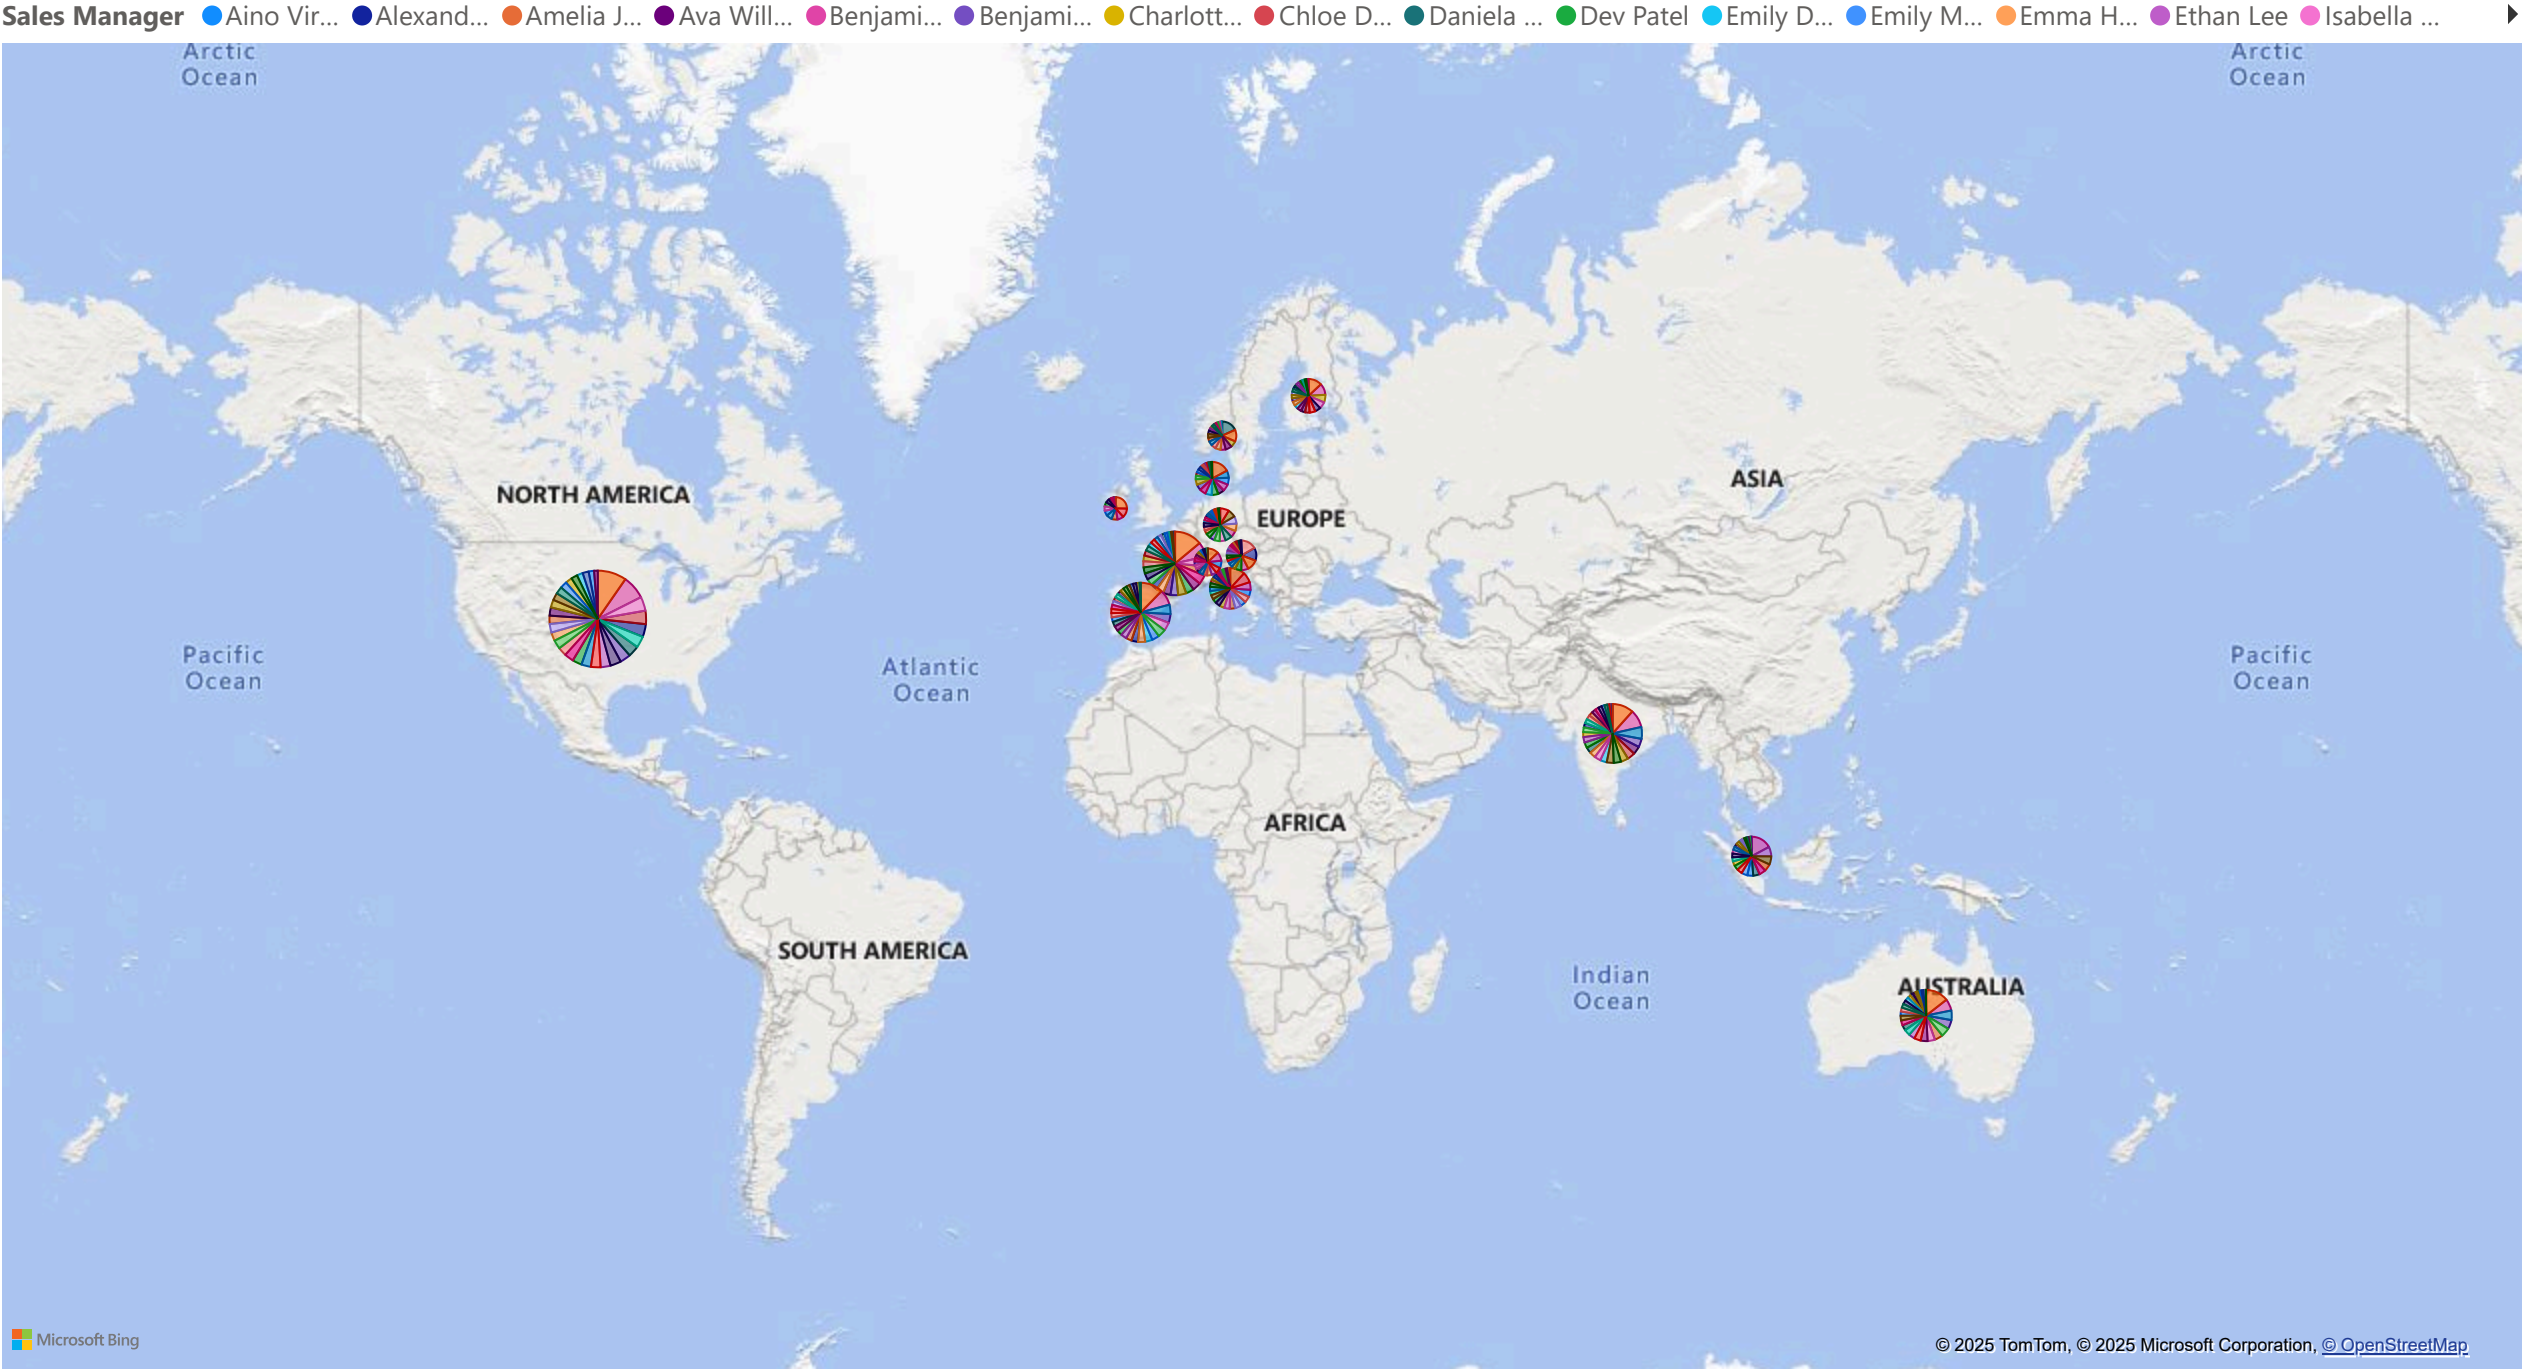 Sales Manager Aino Vir... Alexand... Amelia J... Ava Will... Benjami... Benjami... Charlott... Chloe D... Daniela ... Dev Patel Emily D... Emily M... Emma H... Ethan Lee Isabella ...
Arctic
Ocean
Arctic
Ocean
ASIA
NORTH AMERICA
EUROPE
Pacific
Ocean
Atlantic
Ocean
Pacific
Ocean
AFRICA
SOUTH AMERICA
Indian
Ocean
AUSTRALIA
Microsoft Bing
© 2025 TomTom, © 2025 Microsoft Corporation, © OpenStreetMap